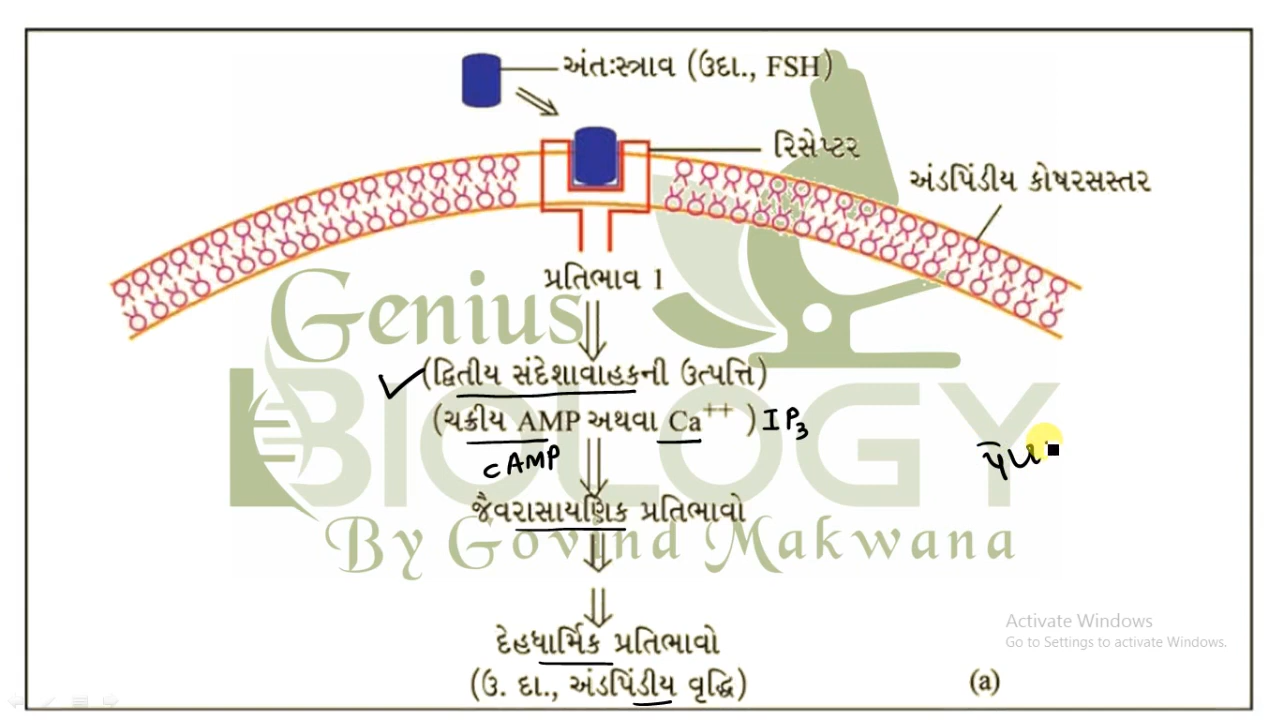 અંતઃસ્ત્રાવ (ઉદા., FSH)
રિસેપ્ટર
અંડપિંડીય કોષરસસ્તર
પ્રતિભાવ 1
Genius
(દ્વિતીય સંદેશાવાહકની ઉત્પત્તિ)
BIOLOGY
(ચક્રીય AMP અથવા Ca++ ) IP3
cAMP
જૈવરાસાયણિક પ્રતિભાવો
By Govind Makwana
Activate Windows
Go to Settings to activate Windows.
દેહધાર્મિક પ્રતિભાવો
(ઉ. દા., અંડપિંડીય વૃદ્ધિ)
(a)